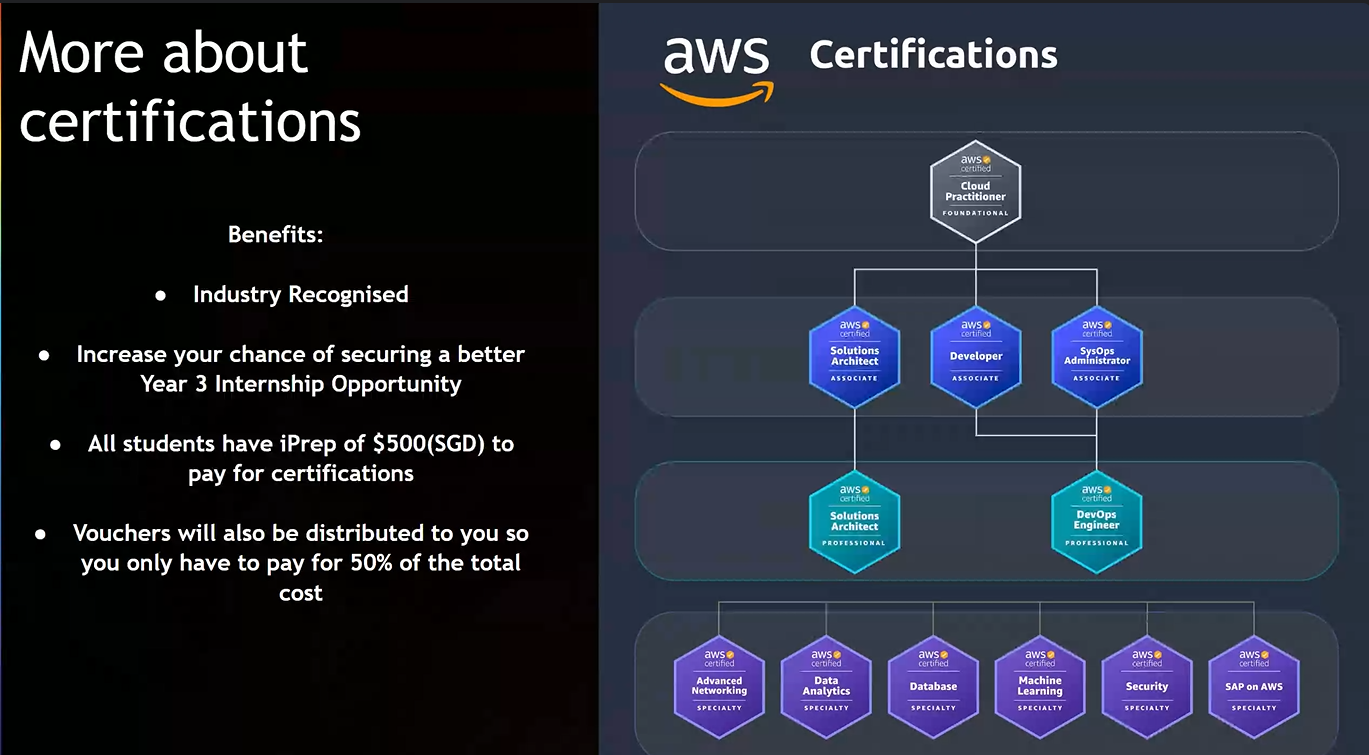 More about
certifications
Benefits:
● Industry Recognised
● Increase your chance of securing a better
Year 3 Internship Opportunity
● All students have iPrep of $500(SGD) to
pay for certifications
● Vouchers will also be distributed to you so
you only have to pay for 50% of the total
cost
aws Certifications
aws
certified
Cloud
Practitioner
FOUNDATIONAL
aws
certified
Solutions
Architect
ASSOCIATE
aws
certified
Developer
ASSOCIATE
aws
certified
SysOps
Administrator
ASSOCIATE
aws
certified
Solutions
Architect
PROFESSIONAL
aws
certified
DevOps
Engineer
PROFESSIONAL
aws
certified
Advanced
Networking
SPECIALTY
aws
certified
Data
Analytics
SPECIALTY
aws
certified
Database
SPECIALTY
aws
certified
Machine
Learning
SPECIALTY
aws
certified
Security
SPECIALTY
aws
certified
SAP on AWS
SPECIALTY